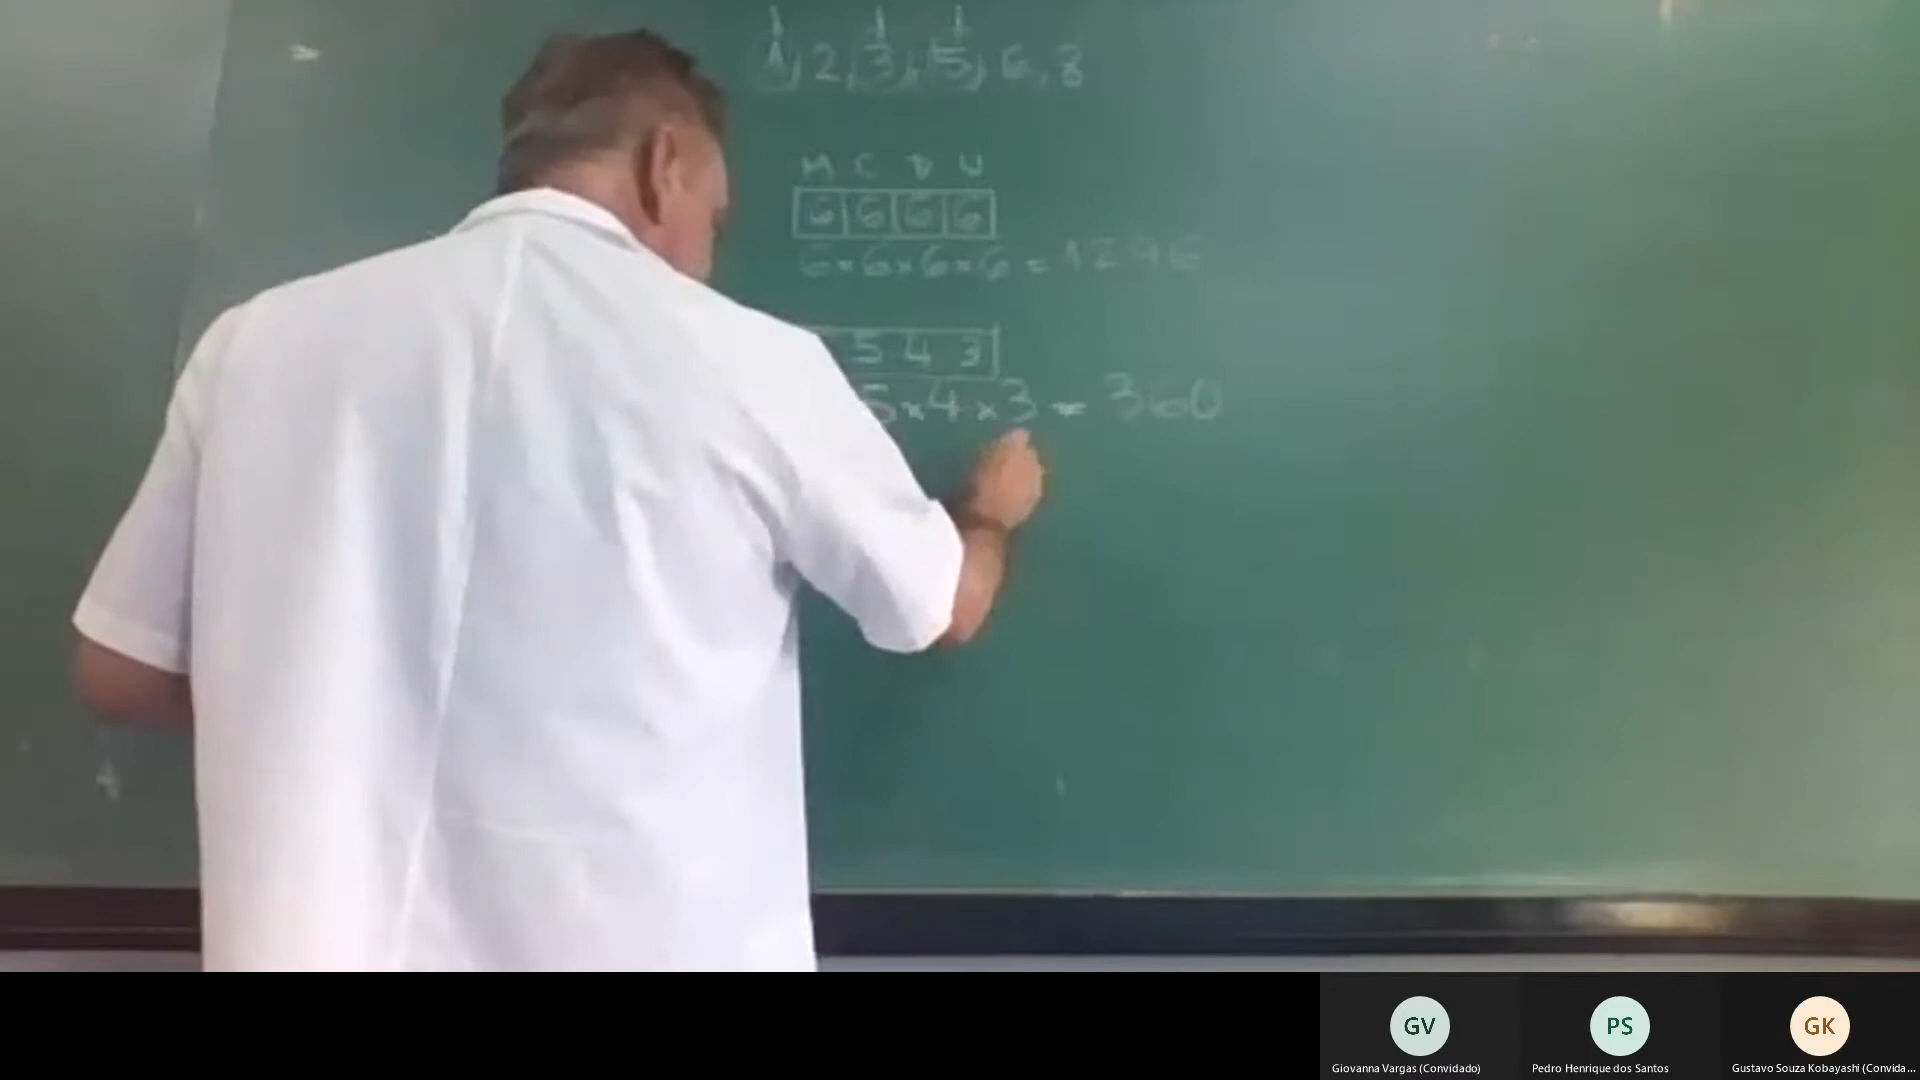 1, 2, 3, 5, 6, 8
M C D U
6 6 6 6
6×6×6×6 = 1296
5 4 3
5×4×3 = 360
GV
PS
GK
Giovanna Vargas (Convidado)
Pedro Henrique dos Santos
Gustavo Souza Kobayashi (Convida...